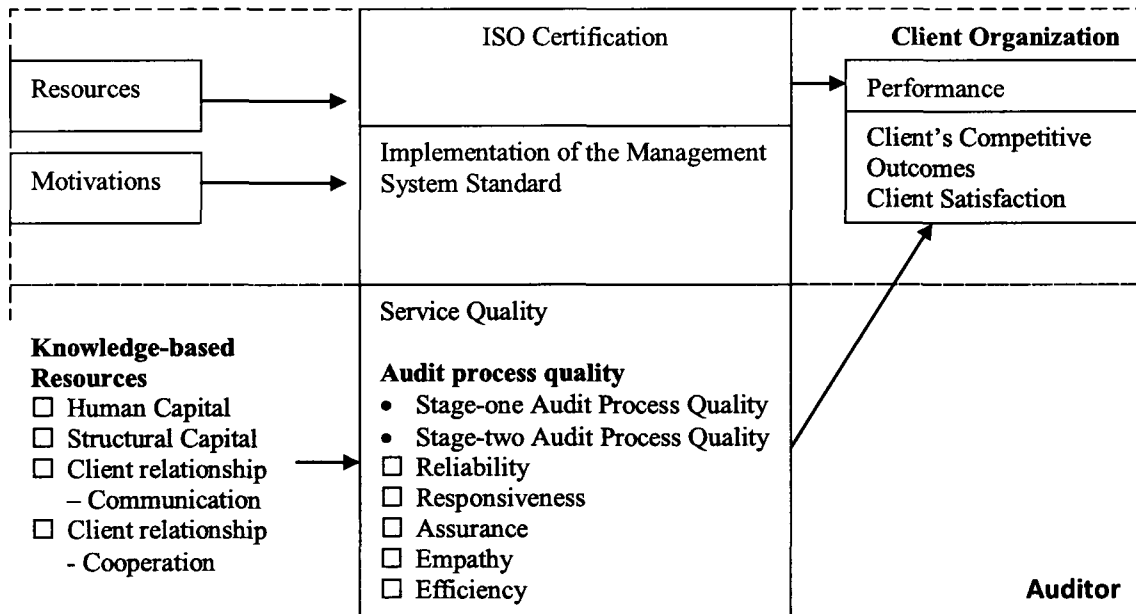 ISO Certification
Client Organization
Resources
Performance
Motivations
Implementation of the Management
System Standard
Client's Competitive
Outcomes
Client Satisfaction
Knowledge-based
Resources
☐ Human Capital
☐ Structural Capital
☐ Client relationship
– Communication
☐ Client relationship
- Cooperation
Service Quality
Audit process quality
• Stage-one Audit Process Quality
• Stage-two Audit Process Quality
☐ Reliability
☐ Responsiveness
☐ Assurance
☐ Empathy
☐ Efficiency
Auditor